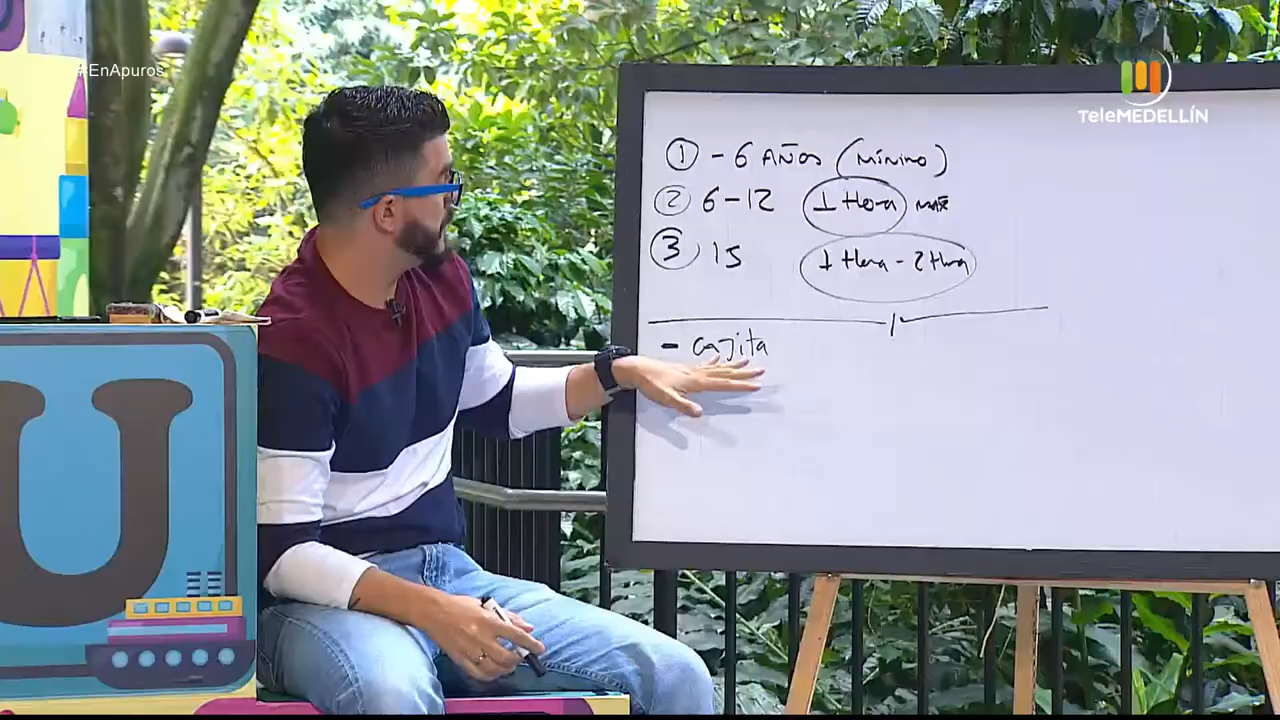 #EnApuros
TeleMEDELLÍN
① - 6 AÑOS (mínimo)
② 6-12 1 Hora max
③ 15 1 Hora - 2 Hora
- cajita
U